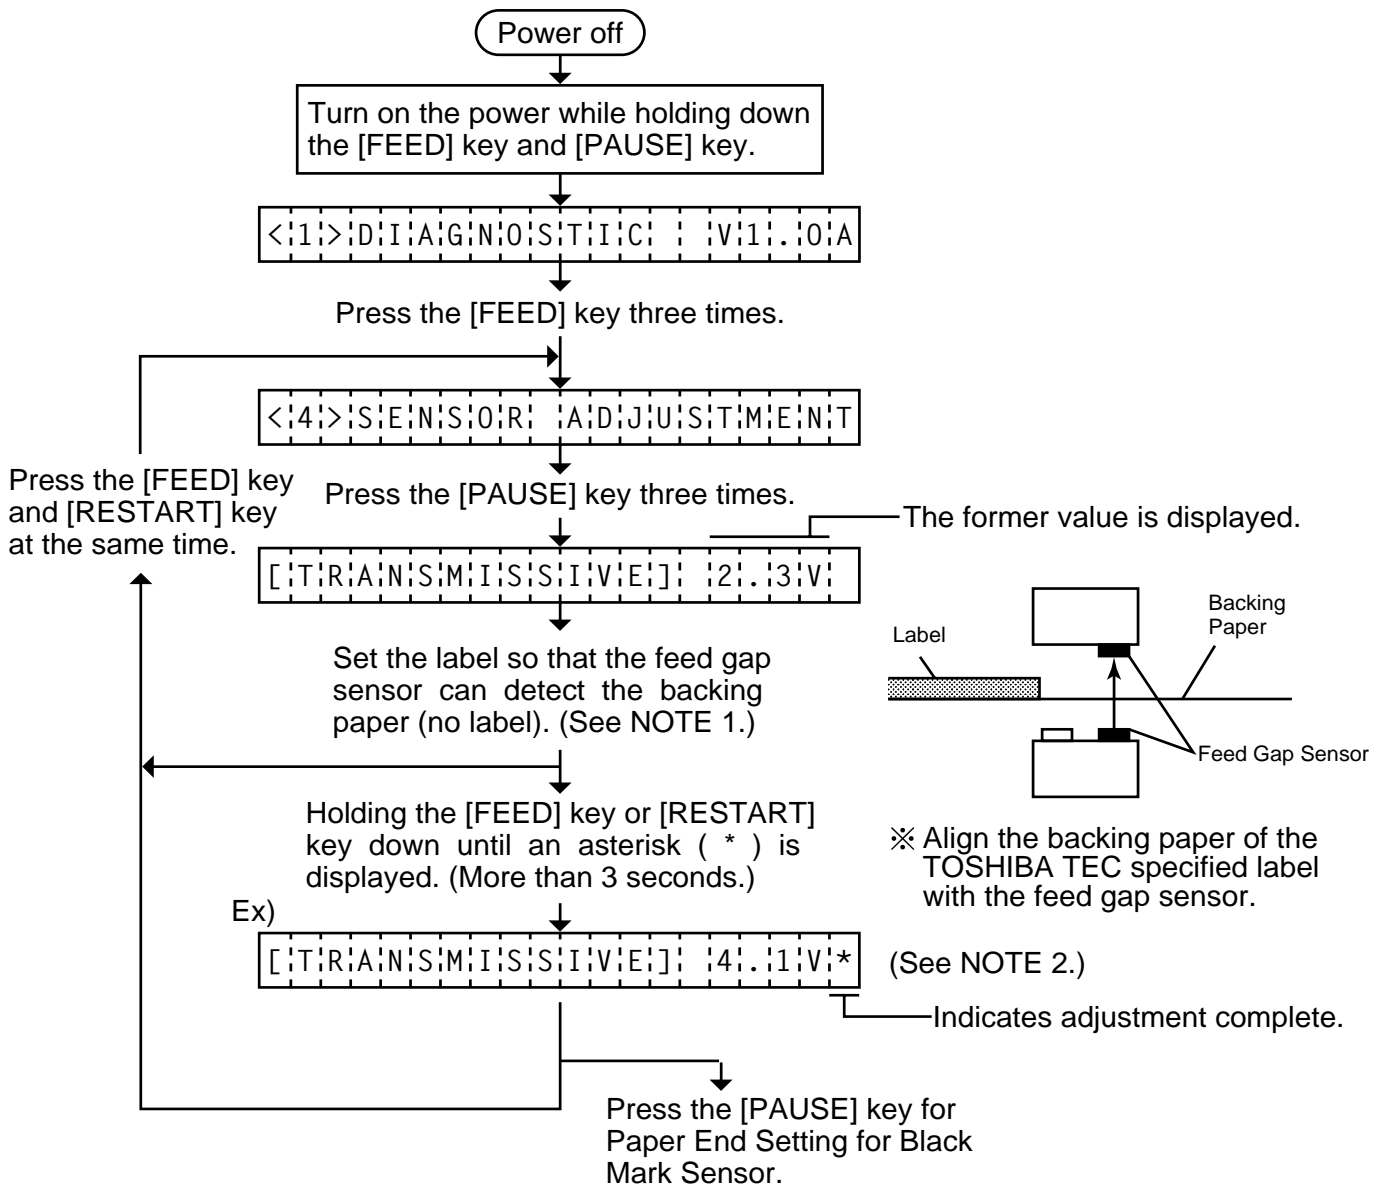 Power off
Turn on the power while holding down
the [FEED] key and [PAUSE] key.
<1>DIAGNOSTIC  V1.0A
Press the [FEED] key three times.
<4>SENSOR ADJUSTMENT
Press the [FEED] key
and [RESTART] key
at the same time.
Press the [PAUSE] key three times.
The former value is displayed.
[TRANSMISSIVE] 2.3V
Set the label so that the feed gap
sensor can detect the backing
paper (no label). (See NOTE 1.)
Label
Backing
Paper
Feed Gap Sensor
Holding the [FEED] key or [RESTART]
key down until an asterisk ( * ) is
displayed. (More than 3 seconds.)
※ Align the backing paper of the
TOSHIBA TEC specified label
with the feed gap sensor.
Ex)
[TRANSMISSIVE] 4.1V*
(See NOTE 2.)
Indicates adjustment complete.
Press the [PAUSE] key for
Paper End Setting for Black
Mark Sensor.